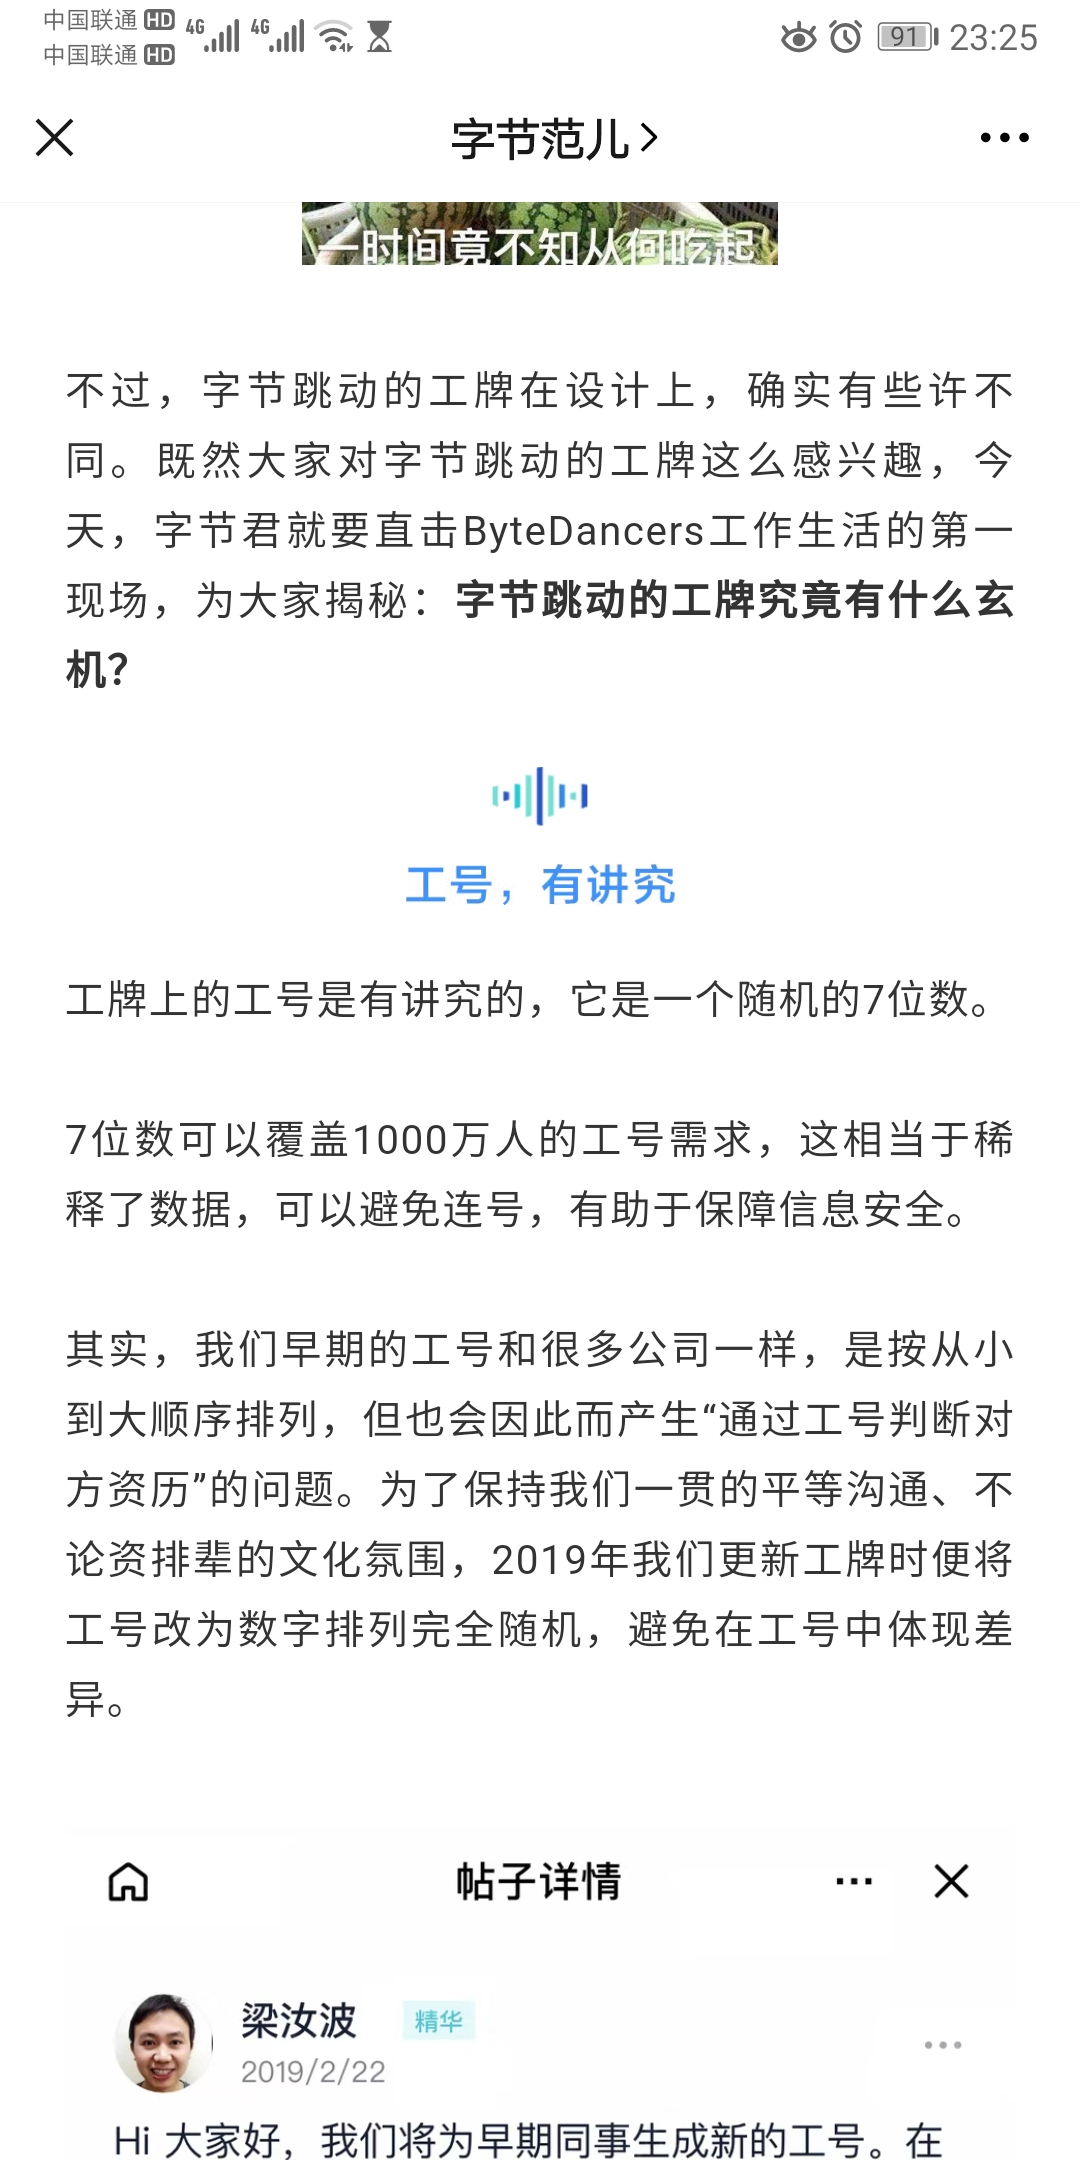 中国联通 HD 4G 4G 91 23:25
中国联通 HD
字节范儿
一时间竟不知从何吃起
不过，字节跳动的工牌在设计上，确实有些许不
同。既然大家对字节跳动的工牌这么感兴趣，今
天，字节君就要直击ByteDancers工作生活的第一
现场，为大家揭秘：字节跳动的工牌究竟有什么玄
机？
工号，有讲究
工牌上的工号是有讲究的，它是一个随机的7位数。
7位数可以覆盖1000万人的工号需求，这相当于稀
释了数据，可以避免连号，有助于保障信息安全。
其实，我们早期的工号和很多公司一样，是按从小
到大顺序排列，但也会因此而产生“通过工号判断对
方资历”的问题。为了保持我们一贯的平等沟通、不
论资排辈的文化氛围，2019年我们更新工牌时便将
工号改为数字排列完全随机，避免在工号中体现差
异。
帖子详情
梁汝波 精华
2019/2/22
Hi 大家好，我们将为早期同事生成新的工号。在